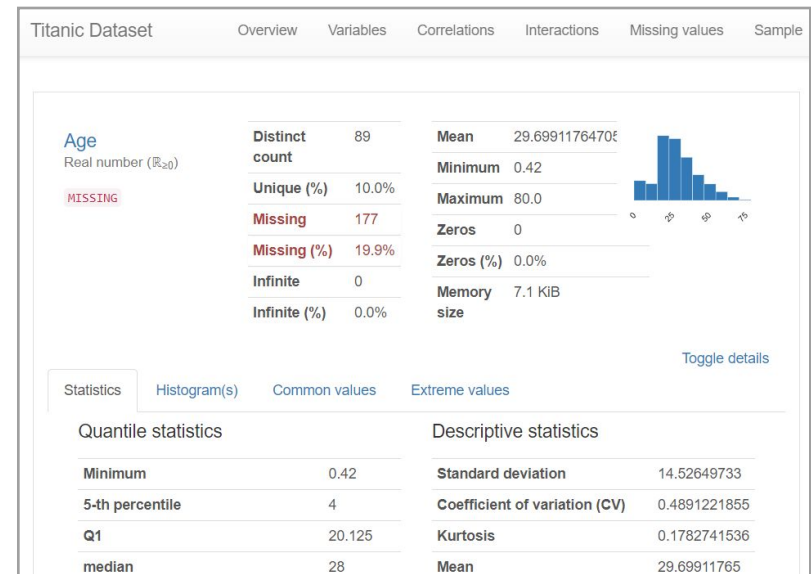 Titanic Dataset Overview Variables Correlations Interactions Missing values Sample
Age
Real number (ℝ≥0)
MISSING
Distinct count 89
Unique (%) 10.0%
Missing 177
Missing (%) 19.9%
Infinite 0
Infinite (%) 0.0%
Mean 29.69911764705
Minimum 0.42
Maximum 80.0
Zeros 0
Zeros (%) 0.0%
Memory size 7.1 KiB
0 25 50 75
Toggle details
Statistics Histogram(s) Common values Extreme values
Quantile statistics
Minimum 0.42
5-th percentile 4
Q1 20.125
median 28
Descriptive statistics
Standard deviation 14.52649733
Coefficient of variation (CV) 0.4891221855
Kurtosis 0.1782741536
Mean 29.69911765